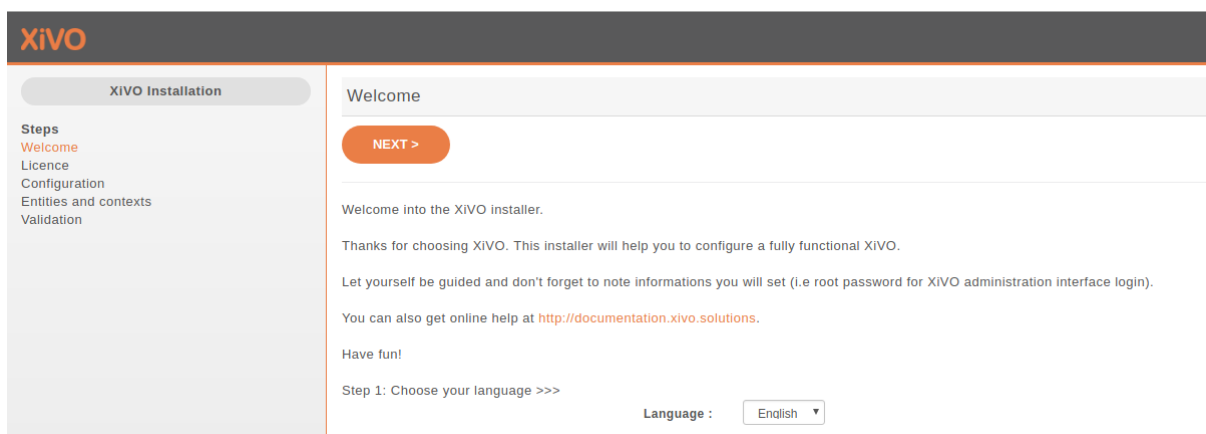 XiVO
XiVO Installation
Steps
Welcome
Licence
Configuration
Entities and contexts
Validation
Welcome
NEXT >
Welcome into the XiVO installer.
Thanks for choosing XiVO. This installer will help you to configure a fully functional XiVO.
Let yourself be guided and don't forget to note informations you will set (i.e root password for XiVO administration interface login).
You can also get online help at http://documentation.xivo.solutions.
Have fun!
Step 1: Choose your language >>>
Language : English